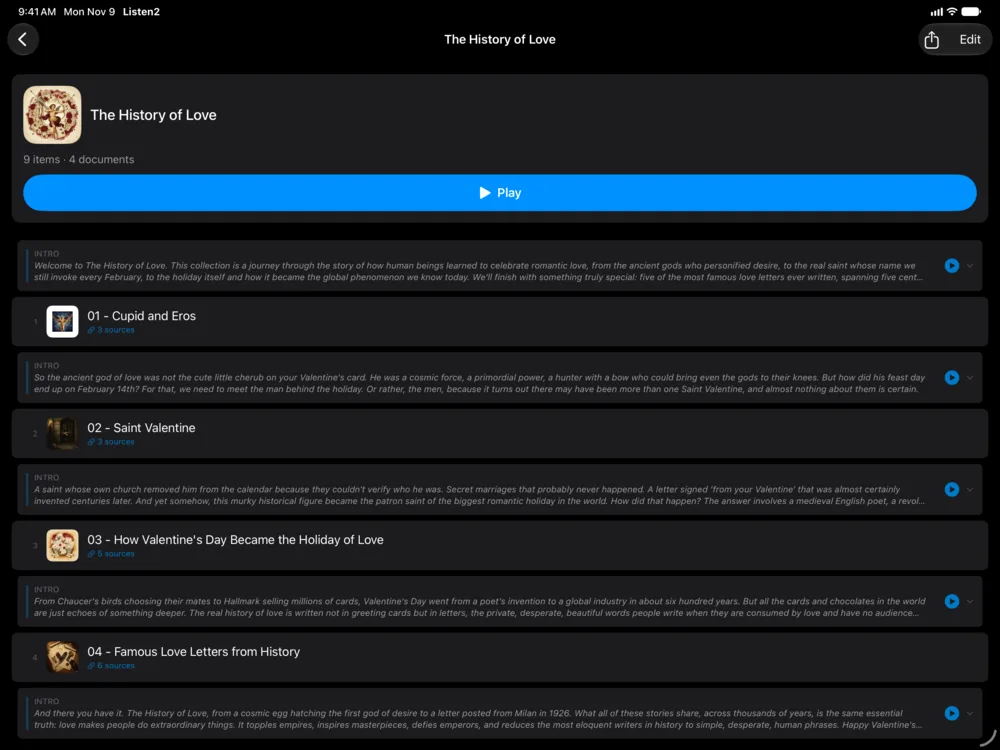 9:41 AM Mon Nov 9 Listen2
The History of Love
Edit
The History of Love
9 items · 4 documents
Play
INTRO
Welcome to The History of Love. This collection is a journey through the story of how human beings learned to celebrate romantic love, from the ancient gods who personified desire, to the real saint whose name we
still invoke every February, to the holiday itself and how it became the global phenomenon we know today. We'll finish with something truly special: five of the most famous love letters ever written, spanning five cent...
1
01 - Cupid and Eros
3 sources
INTRO
So the ancient god of love was not the cute little cherub on your Valentine's card. He was a cosmic force, a primordial power, a hunter with a bow who could bring even the gods to their knees. But how did his feast day
end up on February 14th? For that, we need to meet the man behind the holiday. Or rather, the men, because it turns out there may have been more than one Saint Valentine, and almost nothing about them is certain.
2
02 - Saint Valentine
3 sources
INTRO
A saint whose own church removed him from the calendar because they couldn't verify who he was. Secret marriages that probably never happened. A letter signed 'from your Valentine' that was almost certainly
invented centuries later. And yet somehow, this murky historical figure became the patron saint of the biggest romantic holiday in the world. How did that happen? The answer involves a medieval English poet, a revol...
3
03 - How Valentine's Day Became the Holiday of Love
5 sources
INTRO
From Chaucer's birds choosing their mates to Hallmark selling millions of cards, Valentine's Day went from a poet's invention to a global industry in about six hundred years. But all the cards and chocolates in the world
are just echoes of something deeper. The real history of love is written not in greeting cards but in letters, the private, desperate, beautiful words people write when they are consumed by love and have no audience...
4
04 - Famous Love Letters from History
6 sources
INTRO
And there you have it. The History of Love, from a cosmic egg hatching the first god of desire to a letter posted from Milan in 1926. What all of these stories share, across thousands of years, is the same essential
truth: love makes people do extraordinary things. It topples empires, inspires masterpieces, defies emperors, and reduces the most eloquent writers in history to simple, desperate, human phrases. Happy Valentine's...